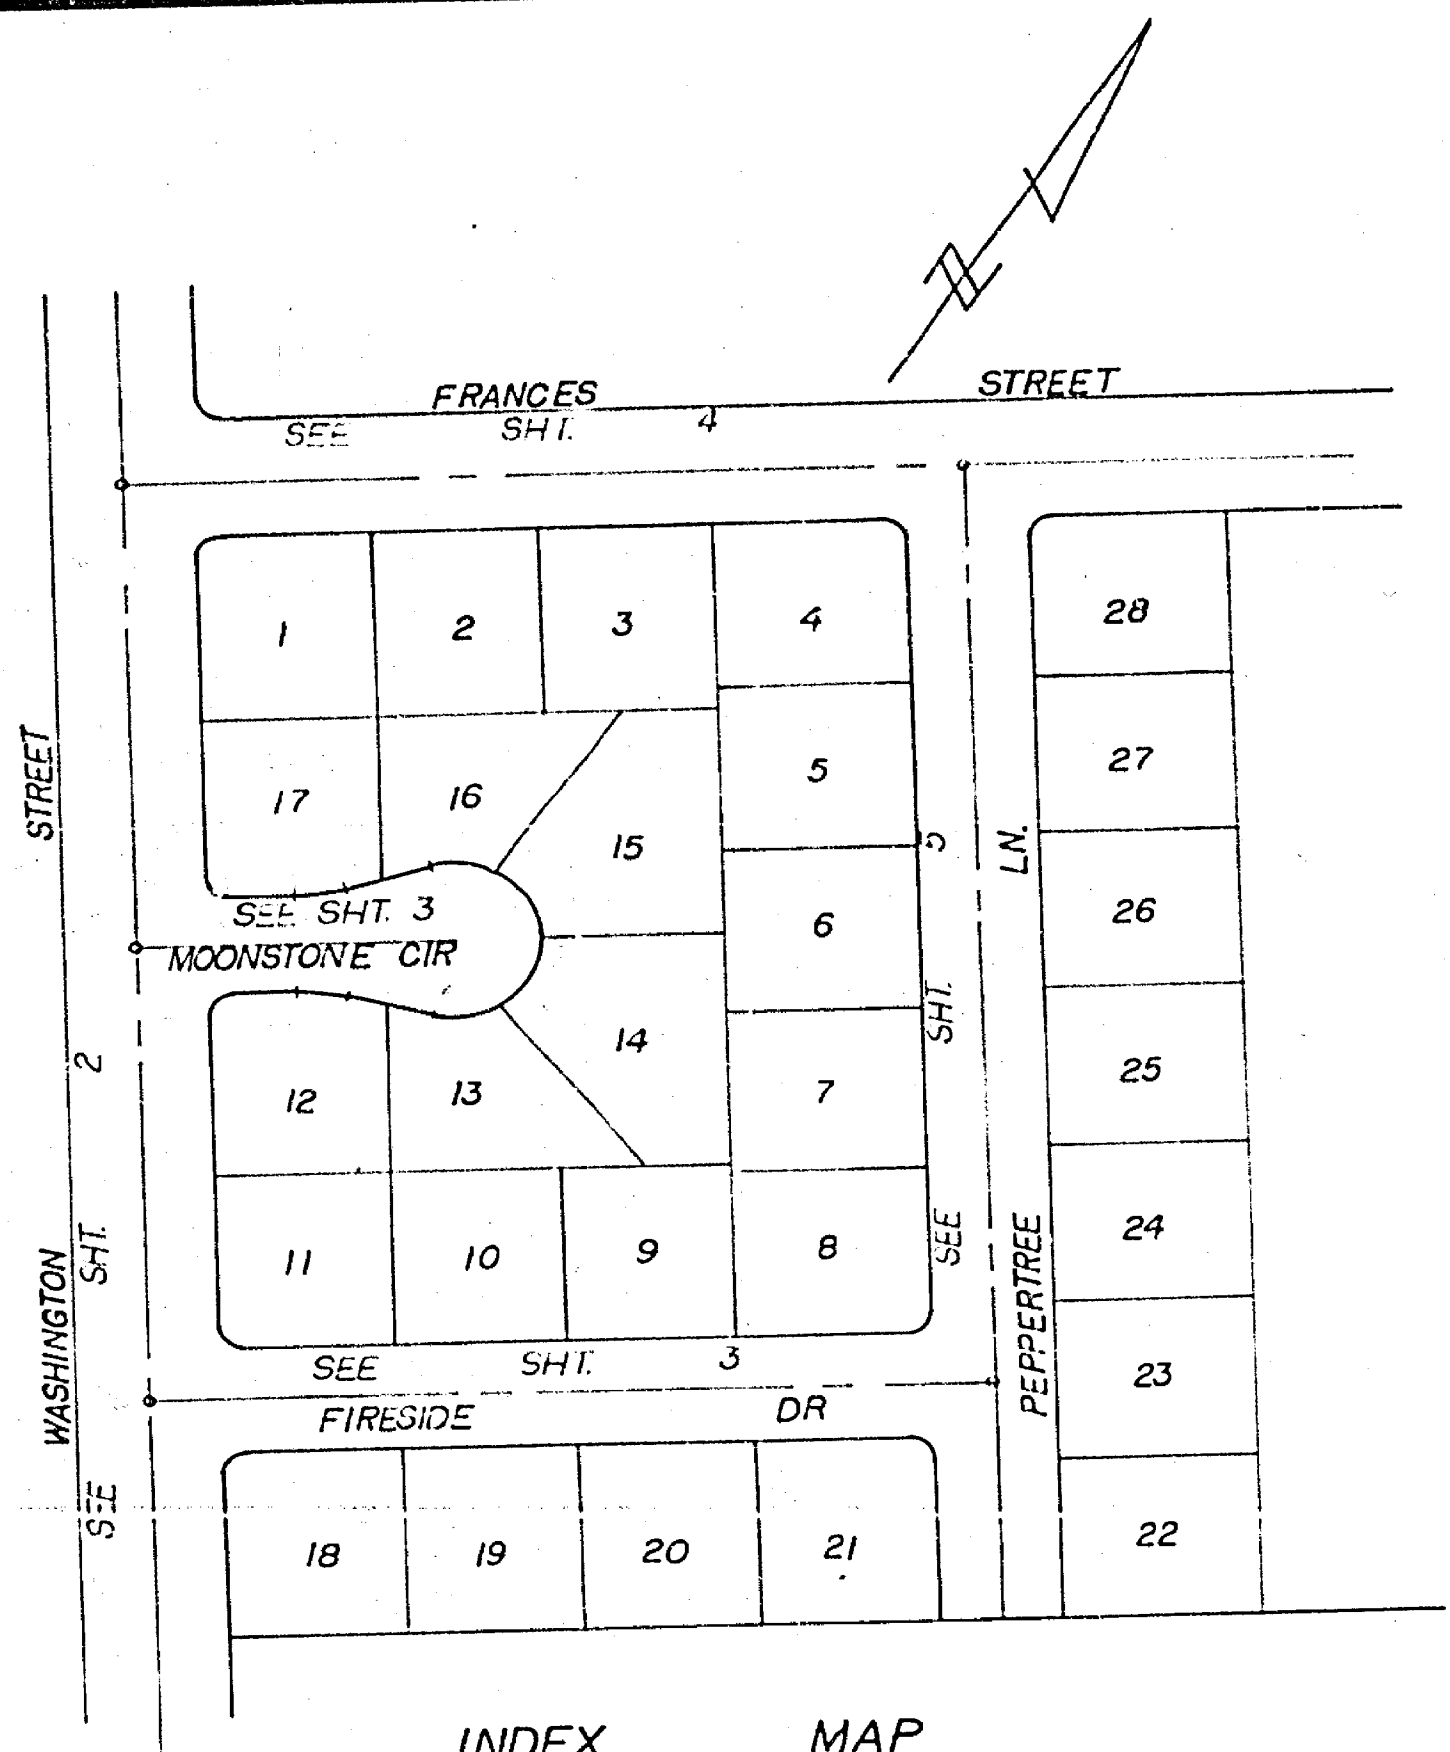 N
FRANCES STREET
SEE SHT. 4
1 2 3 4 28
5 27
17 16 15
6 26
SEE SHT. 3
MOONSTONE CIR
14 25
12 13 7
11 10 9 8 24
SEE SHT. 3
23
FIRESIDE DR
18 19 20 21 22
WASHINGTON STREET
SEE SHT. 2
SEE SHT. 5
PEPPERTREE LN.
INDEX MAP